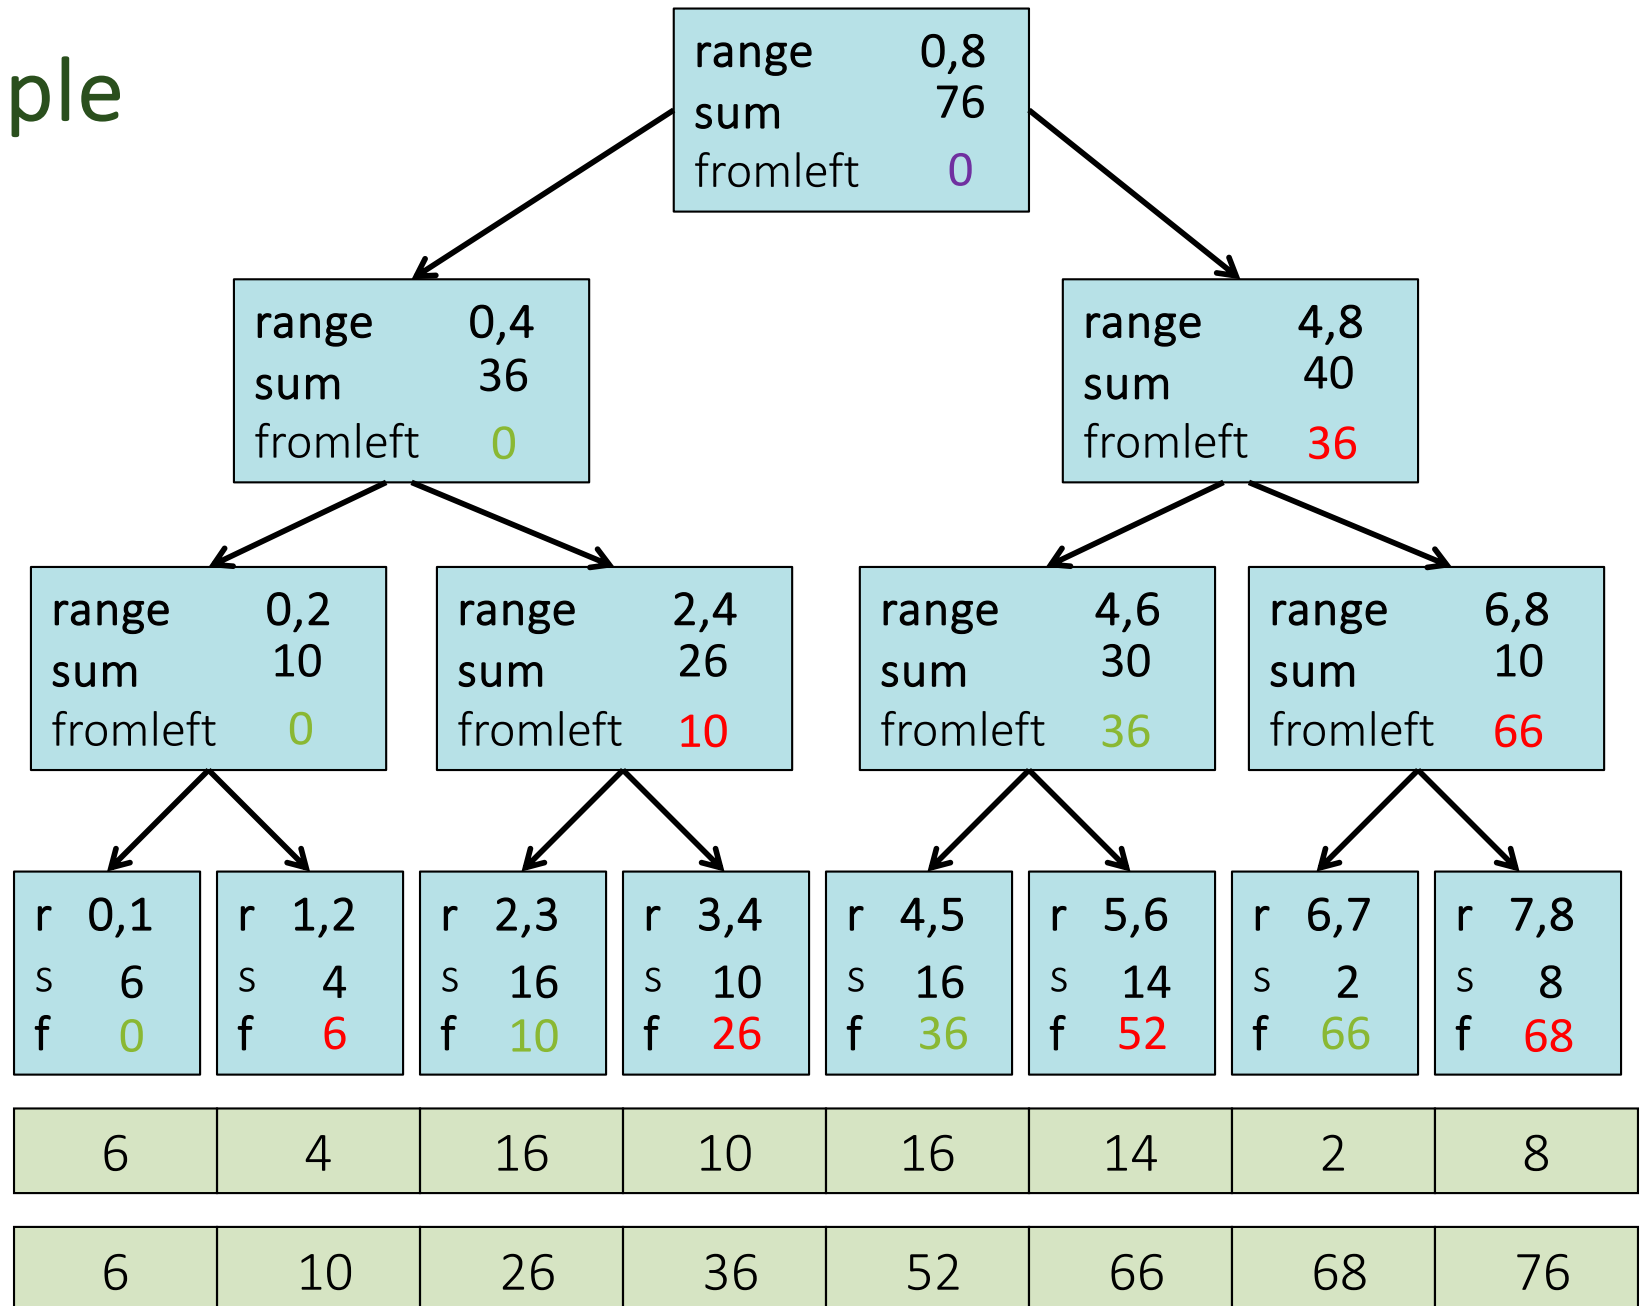 ple
range 0,8
sum 76
fromleft 0
range 0,4
sum 36
fromleft 0
range 4,8
sum 40
fromleft 36
range 0,2
sum 10
fromleft 0
range 2,4
sum 26
fromleft 10
range 4,6
sum 30
fromleft 36
range 6,8
sum 10
fromleft 66
r 0,1
s 6
f 0
r 1,2
s 4
f 6
r 2,3
s 16
f 10
r 3,4
s 10
f 26
r 4,5
s 16
f 36
r 5,6
s 14
f 52
r 6,7
s 2
f 66
r 7,8
s 8
f 68
6 4 16 10 16 14 2 8
6 10 26 36 52 66 68 76